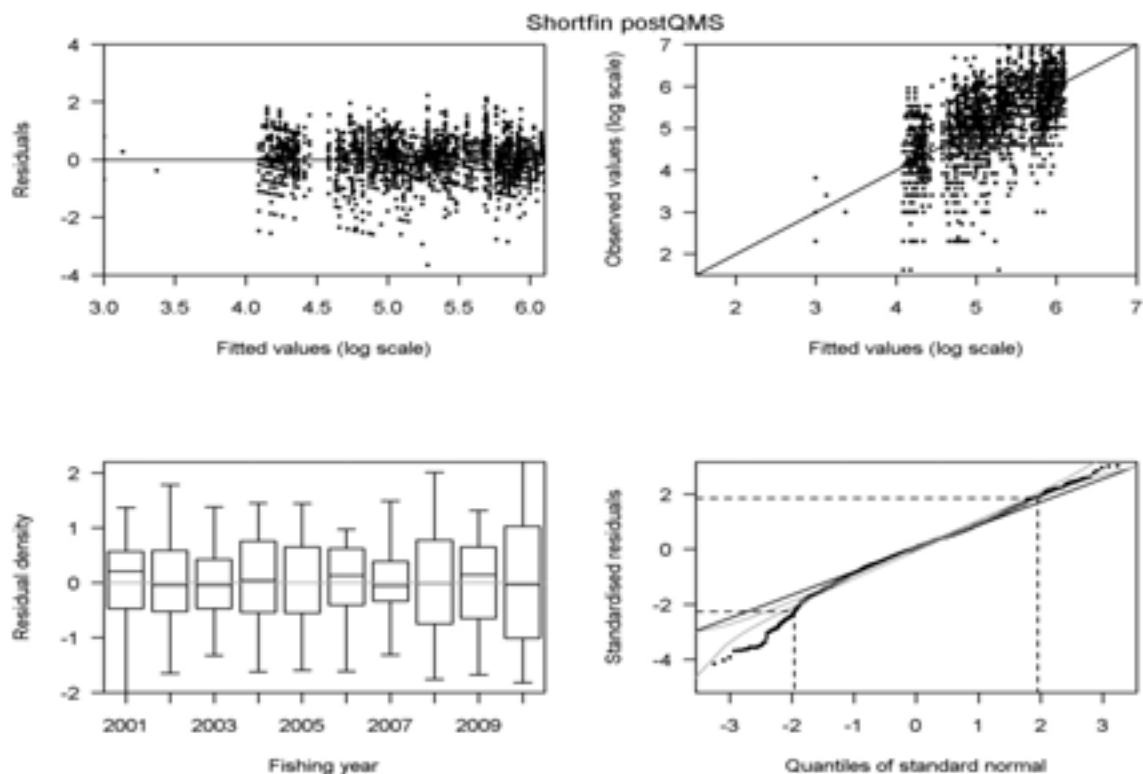 Shortfin postQMS
Residuals
4
2
0
-2
-4
3.0 3.5 4.0 4.5 5.0 5.5 6.0
Fitted values (log scale)
Observed values (log scale)
7
6
5
4
3
2
2 3 4 5 6 7
Fitted values (log scale)
Residual density
2
1
0
-1
-2
2001 2003 2005 2007 2009
Fishing year
Standardised residuals
2
0
-2
-4
-3 -2 -1 0 1 2 3
Quantiles of standard normal